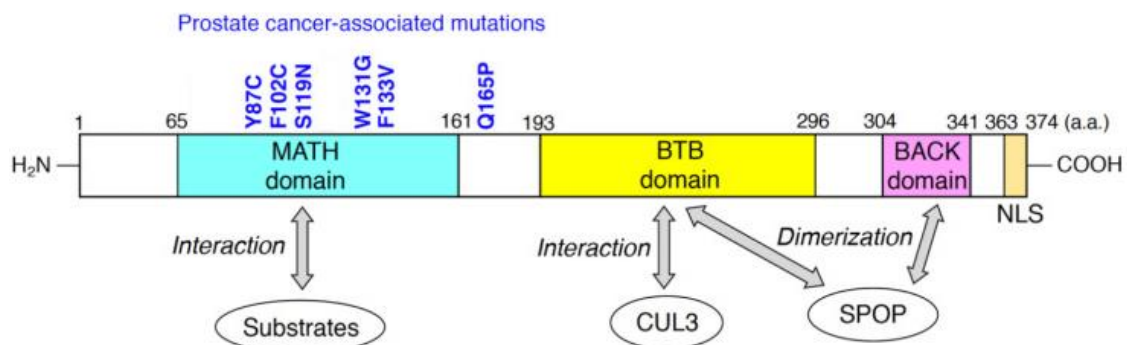 Prostate cancer-associated mutations
Y87C
F102C
S119N
W131G
F133V
Q165P
1 65 161 193 296 304 341 363 374 (a.a.)
H₂N MATH domain BTB domain BACK domain COOH
NLS
Interaction Interaction Dimerization
Substrates CUL3 SPOP